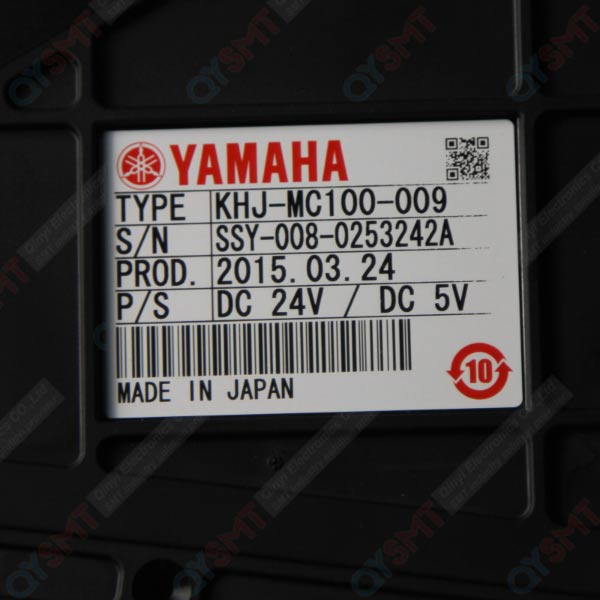 YAMAHA
TYPE KHJ-MC100-009
S/N SSY-008-0253242A
PROD. 2015.03.24
P/S DC 24V / DC 5V
MADE IN JAPAN
10
QYSMT